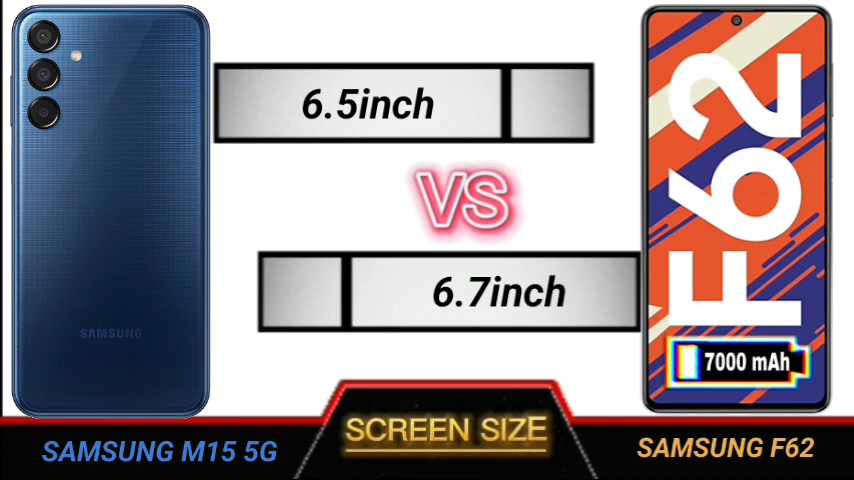 6.5inch
VS
6.7inch
SAMSUNG
F62
7000 mAh
SCREEN SIZE
SAMSUNG M15 5G
SAMSUNG F62